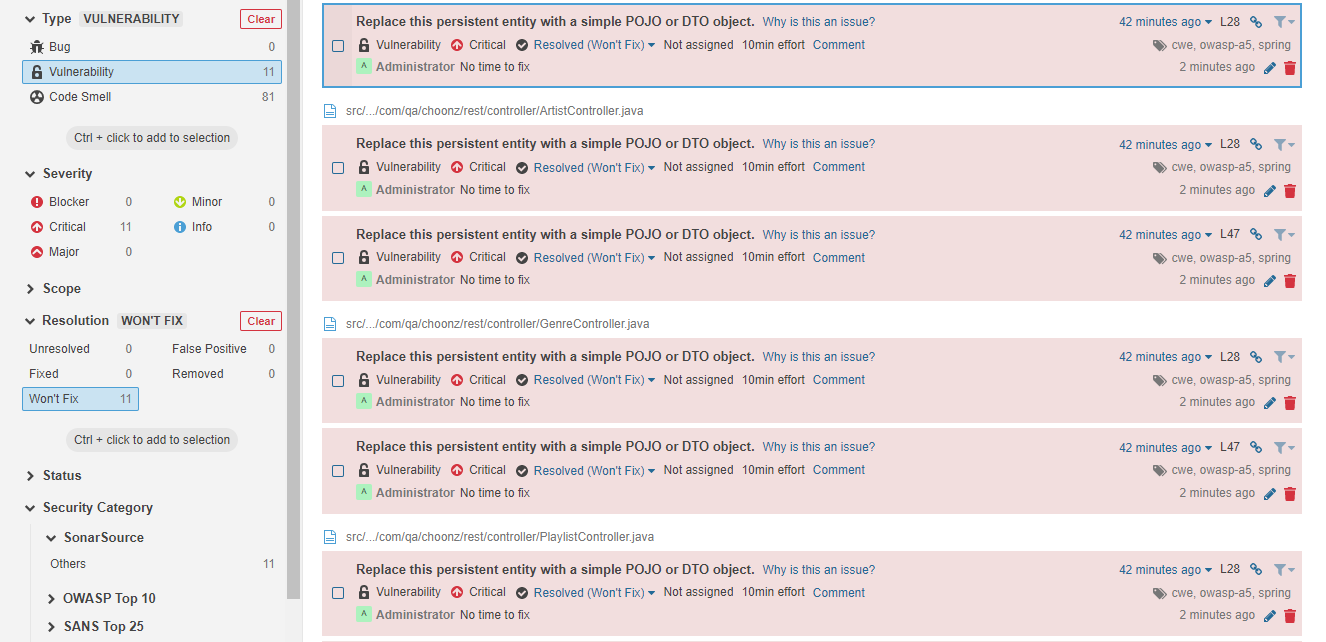 Type VULNERABILITY Clear
Bug 0
Vulnerability 11
Code Smell 81
Ctrl + click to add to selection
Severity
Blocker 0 Minor 0
Critical 11 Info 0
Major 0
Scope
Resolution WON'T FIX Clear
Unresolved 0 False Positive 0
Fixed 0 Removed 0
Won't Fix 11
Ctrl + click to add to selection
Status
Security Category
SonarSource
Others 11
OWASP Top 10
SANS Top 25
Replace this persistent entity with a simple POJO or DTO object. Why is this an issue? 42 minutes ago L28
Vulnerability Critical Resolved (Won't Fix) Not assigned 10min effort Comment cwe, owasp-a5, spring
A Administrator No time to fix 2 minutes ago
src/.../com/qa/choonz/rest/controller/ArtistController.java
Replace this persistent entity with a simple POJO or DTO object. Why is this an issue? 42 minutes ago L28
Vulnerability Critical Resolved (Won't Fix) Not assigned 10min effort Comment cwe, owasp-a5, spring
A Administrator No time to fix 2 minutes ago
Replace this persistent entity with a simple POJO or DTO object. Why is this an issue? 42 minutes ago L47
Vulnerability Critical Resolved (Won't Fix) Not assigned 10min effort Comment cwe, owasp-a5, spring
A Administrator No time to fix 2 minutes ago
src/.../com/qa/choonz/rest/controller/GenreController.java
Replace this persistent entity with a simple POJO or DTO object. Why is this an issue? 42 minutes ago L28
Vulnerability Critical Resolved (Won't Fix) Not assigned 10min effort Comment cwe, owasp-a5, spring
A Administrator No time to fix 2 minutes ago
Replace this persistent entity with a simple POJO or DTO object. Why is this an issue? 42 minutes ago L47
Vulnerability Critical Resolved (Won't Fix) Not assigned 10min effort Comment cwe, owasp-a5, spring
A Administrator No time to fix 2 minutes ago
src/.../com/qa/choonz/rest/controller/PlaylistController.java
Replace this persistent entity with a simple POJO or DTO object. Why is this an issue? 42 minutes ago L28
Vulnerability Critical Resolved (Won't Fix) Not assigned 10min effort Comment cwe, owasp-a5, spring
A Administrator No time to fix 2 minutes ago